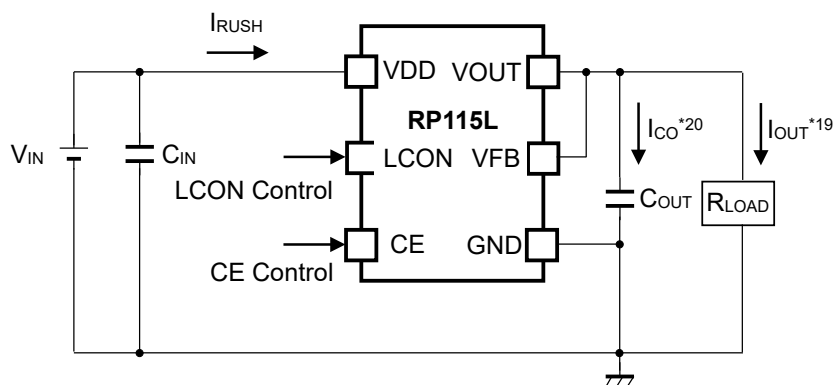 IRUSH
VDD VOUT
RP115L
ICO*20 IOUT*19
VIN CIN LCON VFB
LCON Control COUT RLOAD
CE GND
CE Control